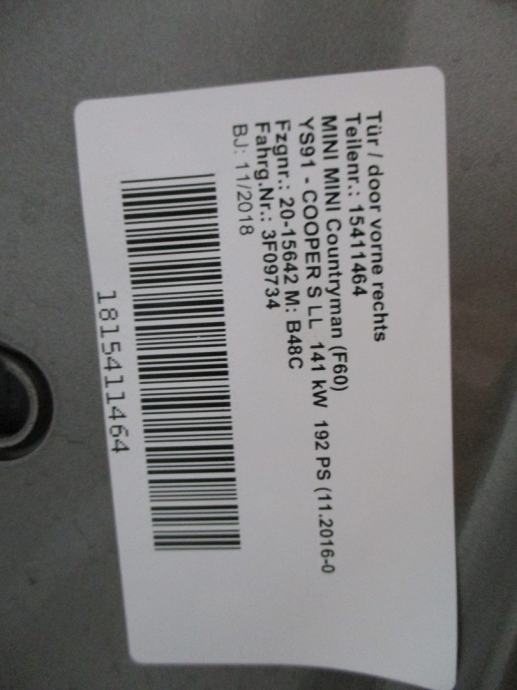 Tür / door vorne rechts
Teilenr.: 15411464
MINI MINI Countryman (F60)
YS91 - COOPER S LL 141 kW 192 PS (11.2016-0
Fzgnr.: 20-15642 M: B48C
Fahrg.Nr.: 3F09734
BJ: 11/2018
1815411464